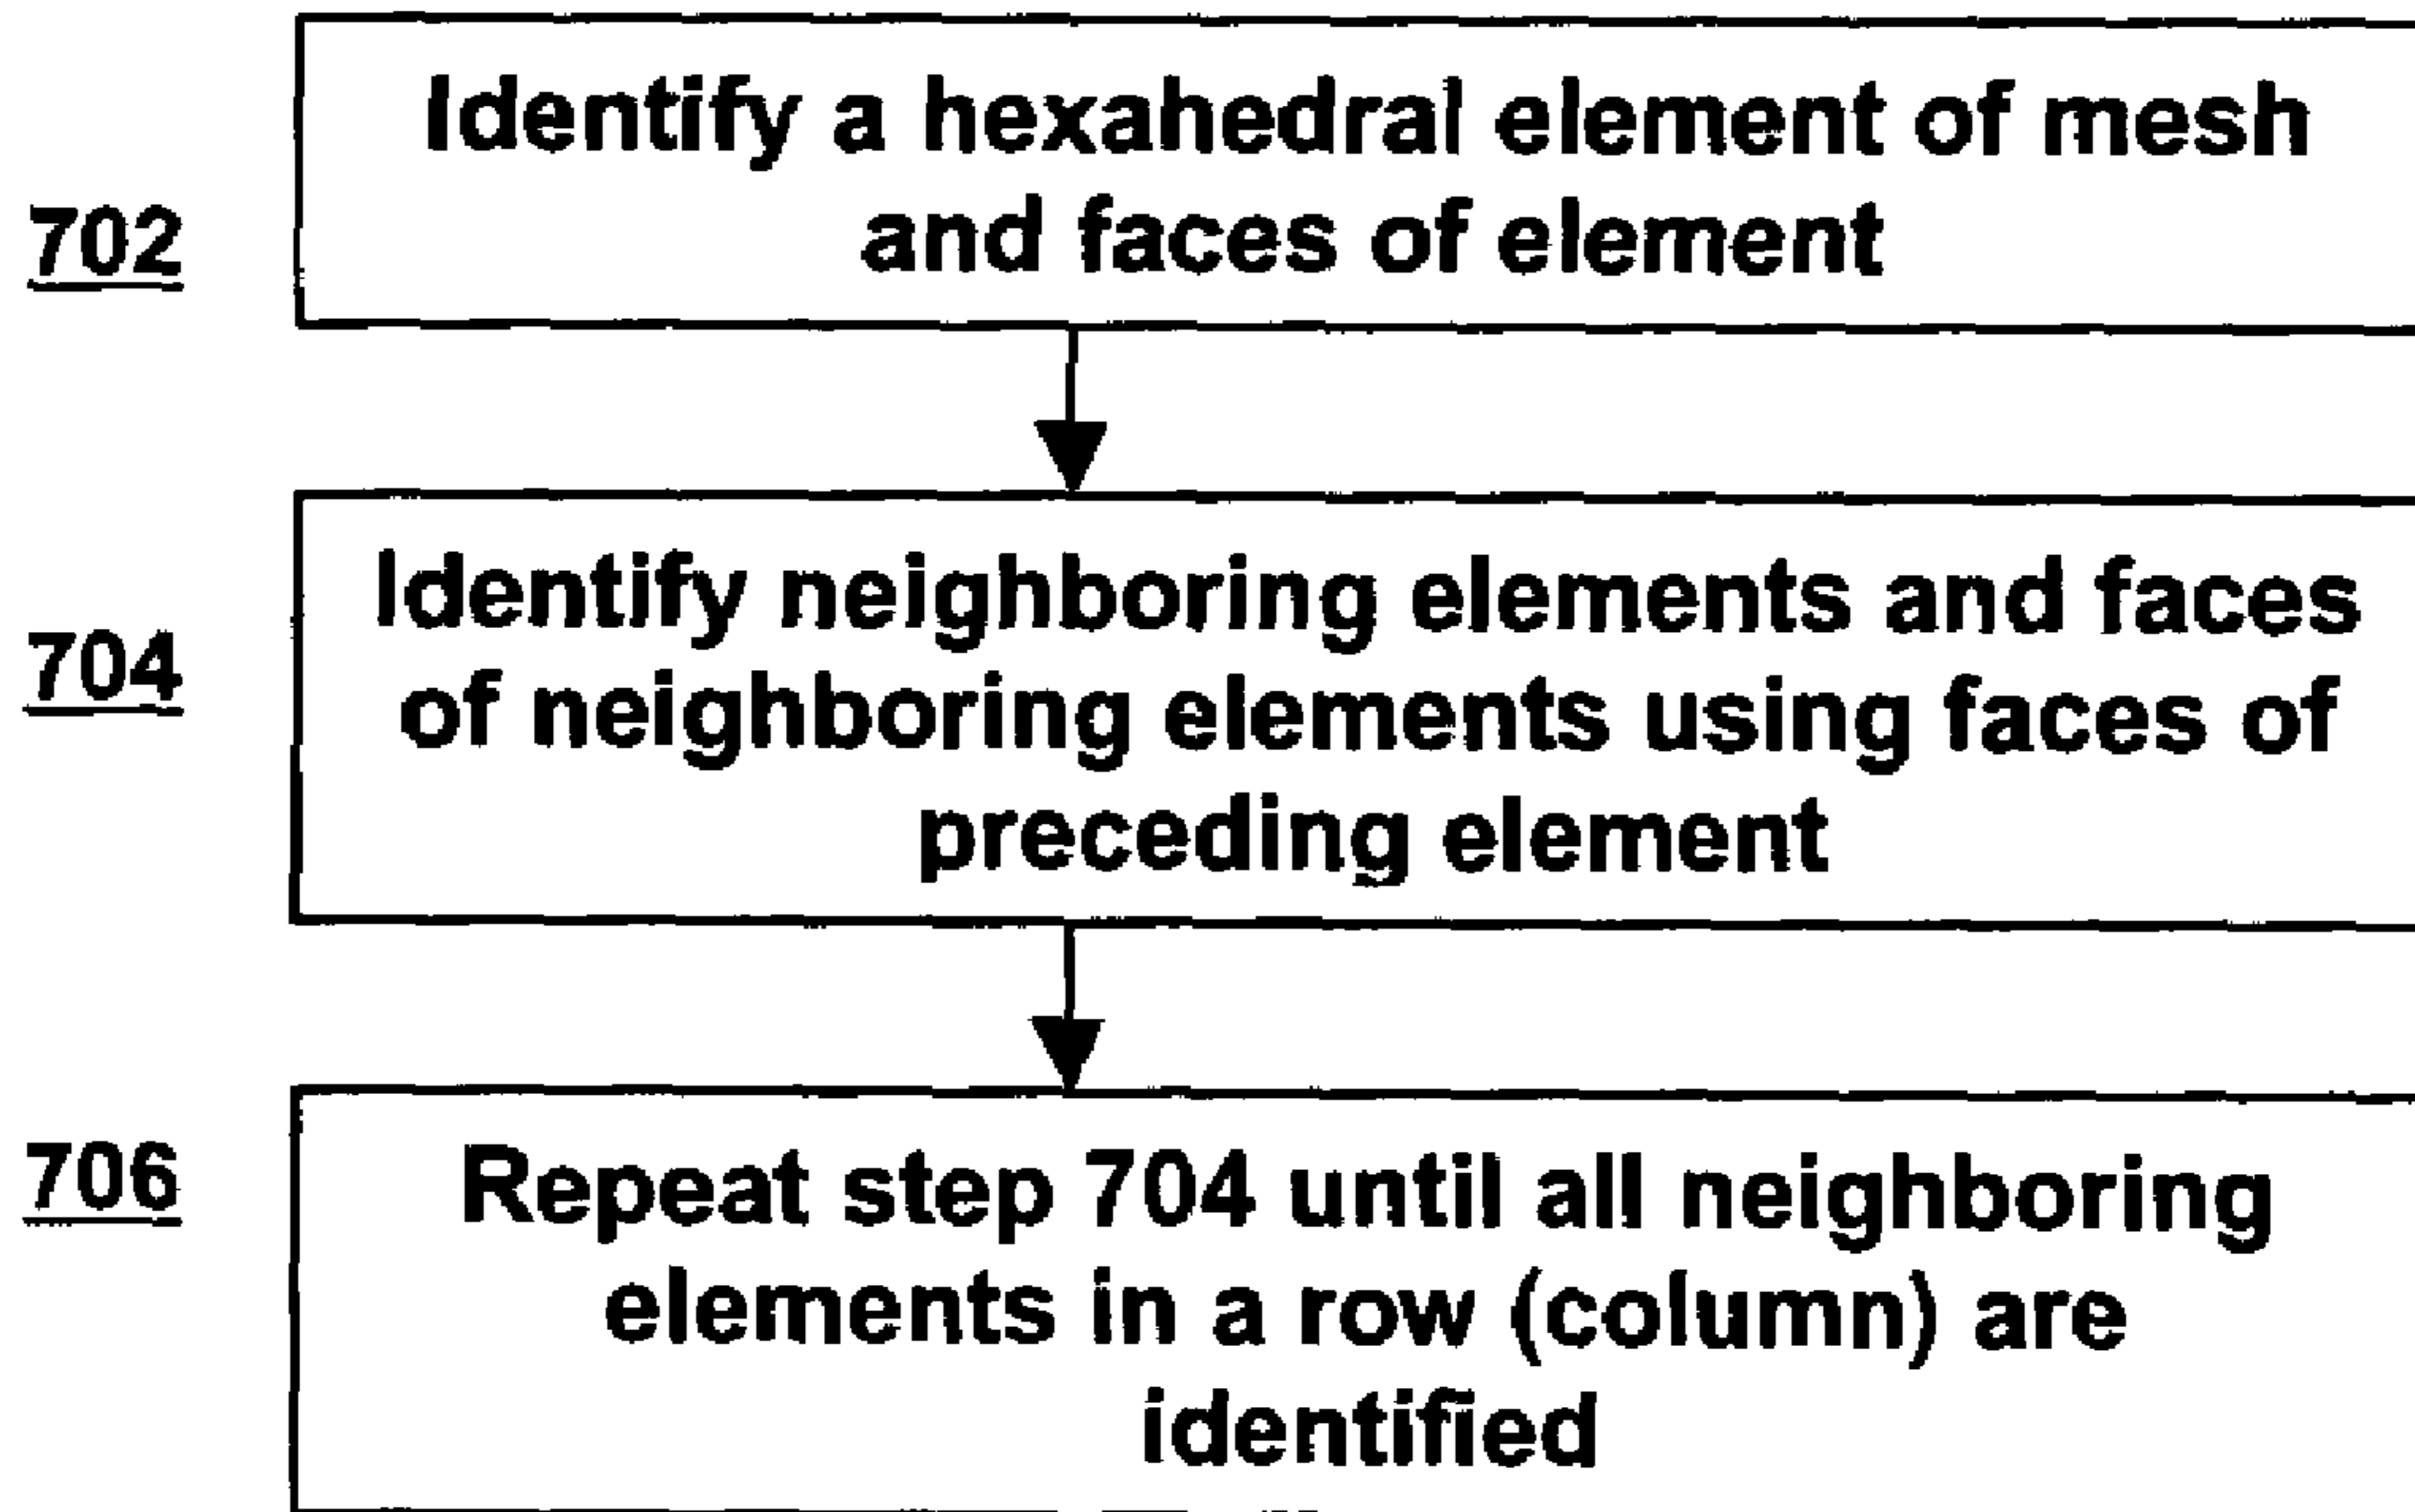 Identify a hexahedral element of mesh
and faces of element
702
Identify neighboring elements and faces
of neighboring elements using faces of
preceding element
704
Repeat step 704 until all neighboring
elements in a row (column) are
identified
706